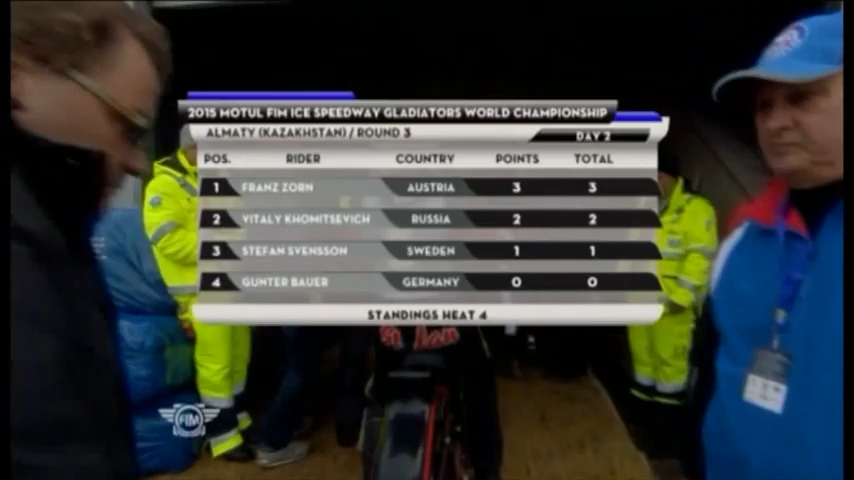 2015 MOTUL FIM ICE SPEEDWAY GLADIATORS WORLD CHAMPIONSHIP
ALMATY (KAZAKHSTAN) / ROUND 3 DAY 2
POS. RIDER COUNTRY POINTS TOTAL
1 FRANZ ZORN AUSTRIA 3 3
2 VITALY KHOMITSEVICH RUSSIA 2 2
3 STEFAN SVENSSON SWEDEN 1 1
4 GUNTER BAUER GERMANY 0 0
STANDINGS HEAT 4
FIM